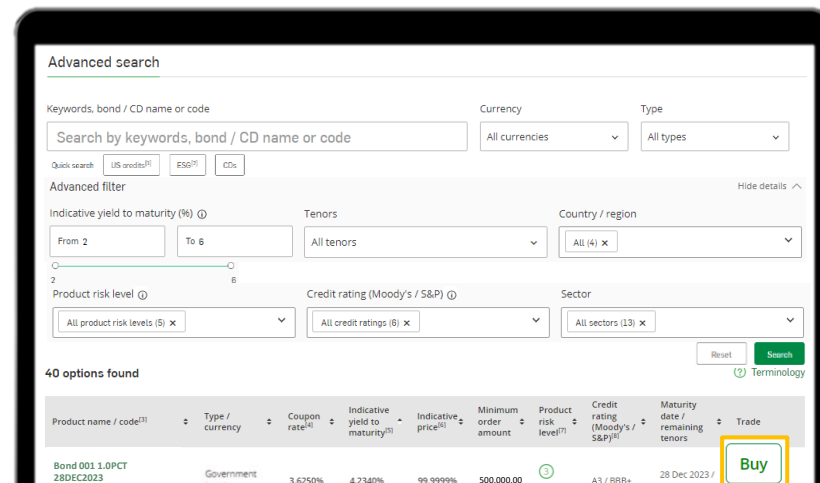 Advanced search
Keywords, bond / CD name or code
Currency
Type
Search by keywords, bond / CD name or code
All currencies
All types
Quick search
US credits[1]
ESG[2]
CDs
Advanced filter
Hide details
Indicative yield to maturity (%)
Tenors
Country / region
From 2
To 6
All tenors
All (4) ×
2
6
Product risk level
Credit rating (Moody's / S&P)
Sector
All product risk levels (5) ×
All credit ratings (6) ×
All sectors (13) ×
Reset
Search
40 options found
(?) Terminology
Product name / code[3]
Type /
currency
Coupon
rate[4]
Indicative
yield to
maturity[5]
Indicative
price[6]
Minimum
order
amount
Product
risk
level[7]
Credit
rating
(Moody's /
S&P)[8]
Maturity
date /
remaining
tenors
Trade
Bond 001 1.0PCT
28DEC2023
Government
3.6250%
4.2340%
99.9999%
500,000.00
3
A3 / BBB+
28 Dec 2023 /
Buy